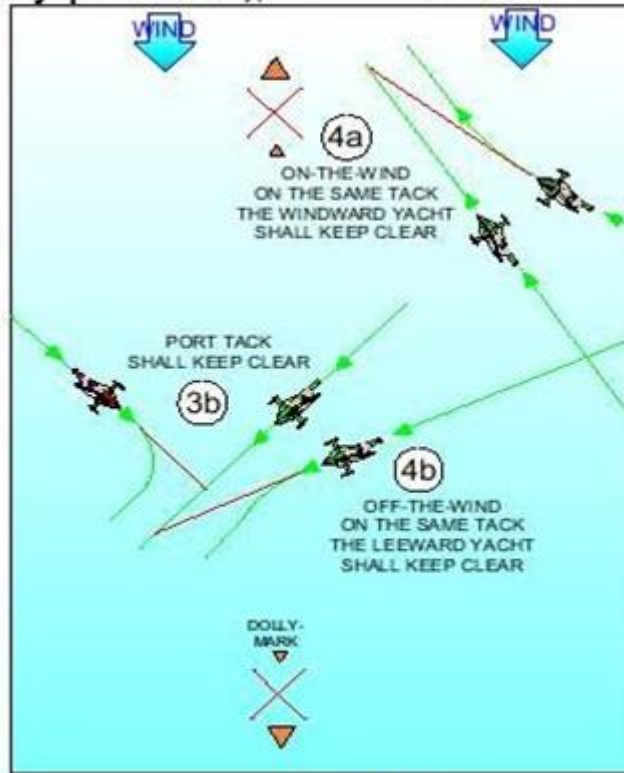 WIND
WIND
4a
ON-THE-WIND
ON THE SAME TACK
THE WINDWARD YACHT
SHALL KEEP CLEAR
PORT TACK
SHALL KEEP CLEAR
3b
4b
OFF-THE-WIND
ON THE SAME TACK
THE LEEWARD YACHT
SHALL KEEP CLEAR
DOLLY-
MARK